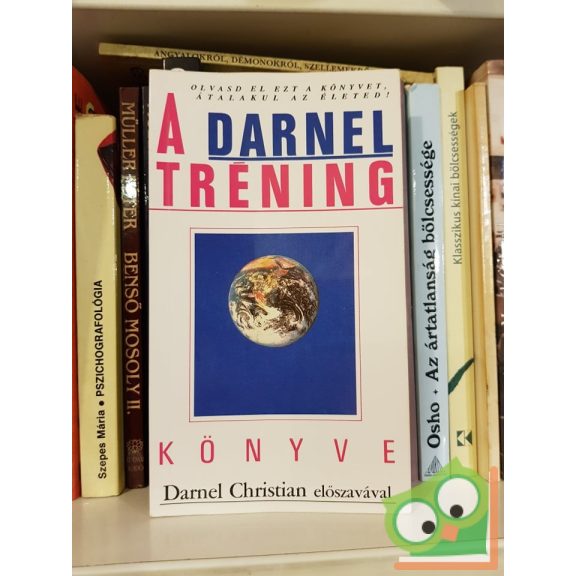 ANGYALOKRÓL, DÉMONOKRÓL, SZELLEMEKRŐL
OLVASD EL EZT A KÖNYVET,
ÁTALAKUL AZ ÉLETED!
A DARNEL
TRÉNING
KÖNYVE
Darnel Christian előszavával
Szepes Mária • PSZICHOGRAFOLÓGIA
MÜLLER PÉTER
BENSŐ MOSOLY II.
Osho • Az ártatlanság bölcsessége
Klasszikus kínai bölcsességek